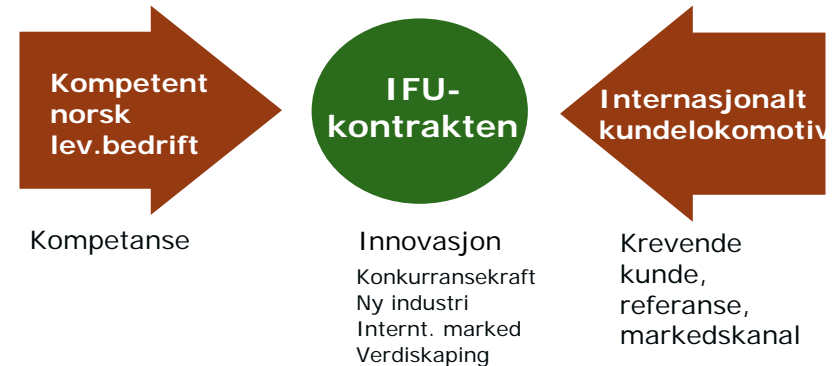 Kompetent
norsk
lev.bedrift
IFU-
kontrakten
Internasjonalt
kundelokomotiv
Kompetanse
Innovasjon
Konkurransekraft
Ny industri
Internt. marked
Verdiskaping
Krevende
kunde,
referanse,
markedskanal